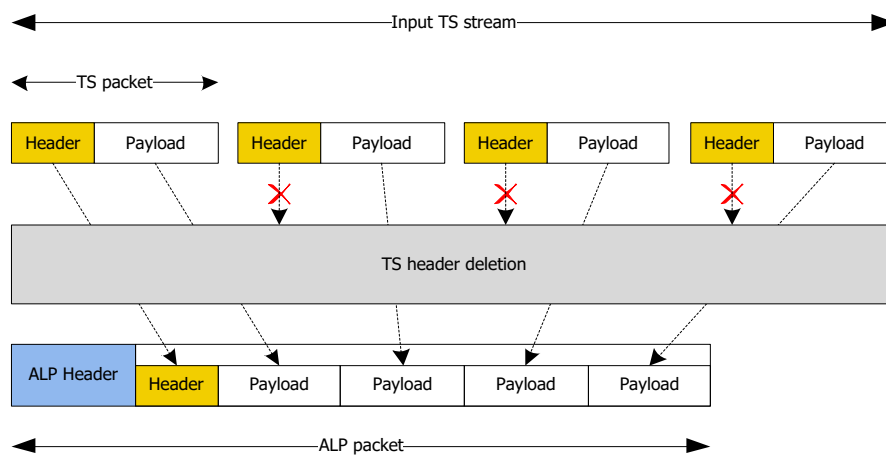 Input TS stream
TS packet
Header Payload Header Payload Header Payload Header Payload
TS header deletion
ALP Header
Header Payload Payload Payload Payload
ALP packet